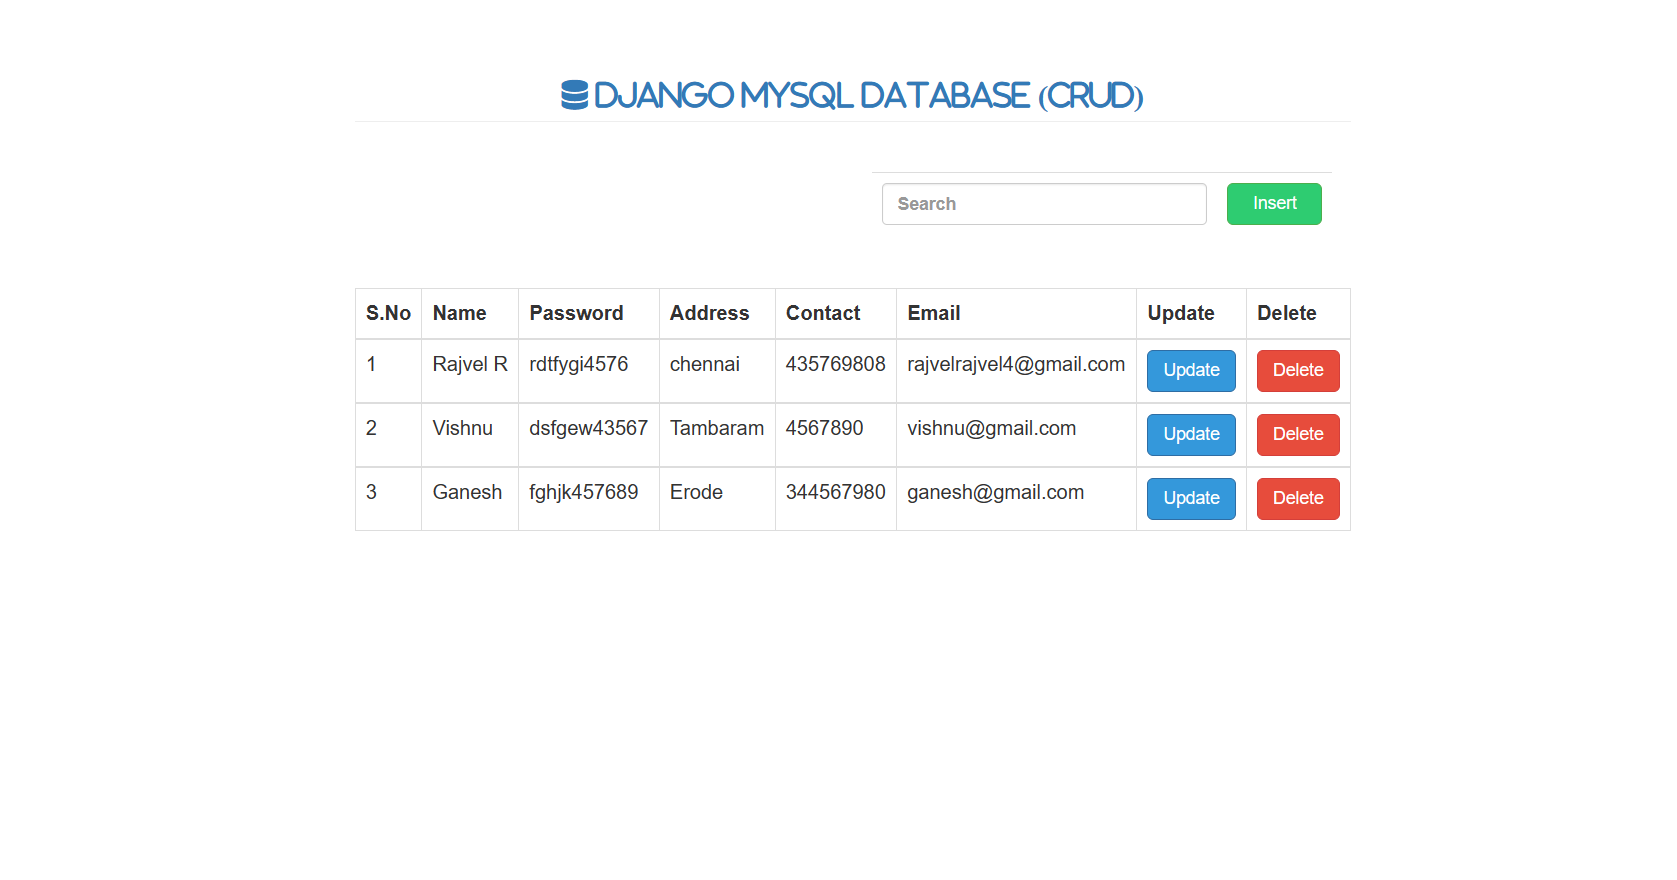 DJANGO MYSQL DATABASE (CRUD)
Search Insert
S.No Name Password Address Contact Email Update Delete
1 Rajvel R rdtfygi4576 chennai 435769808 rajvelrajvel4@gmail.com Update Delete
2 Vishnu dsfgew43567 Tambaram 4567890 vishnu@gmail.com Update Delete
3 Ganesh fghjk457689 Erode 344567980 ganesh@gmail.com Update Delete